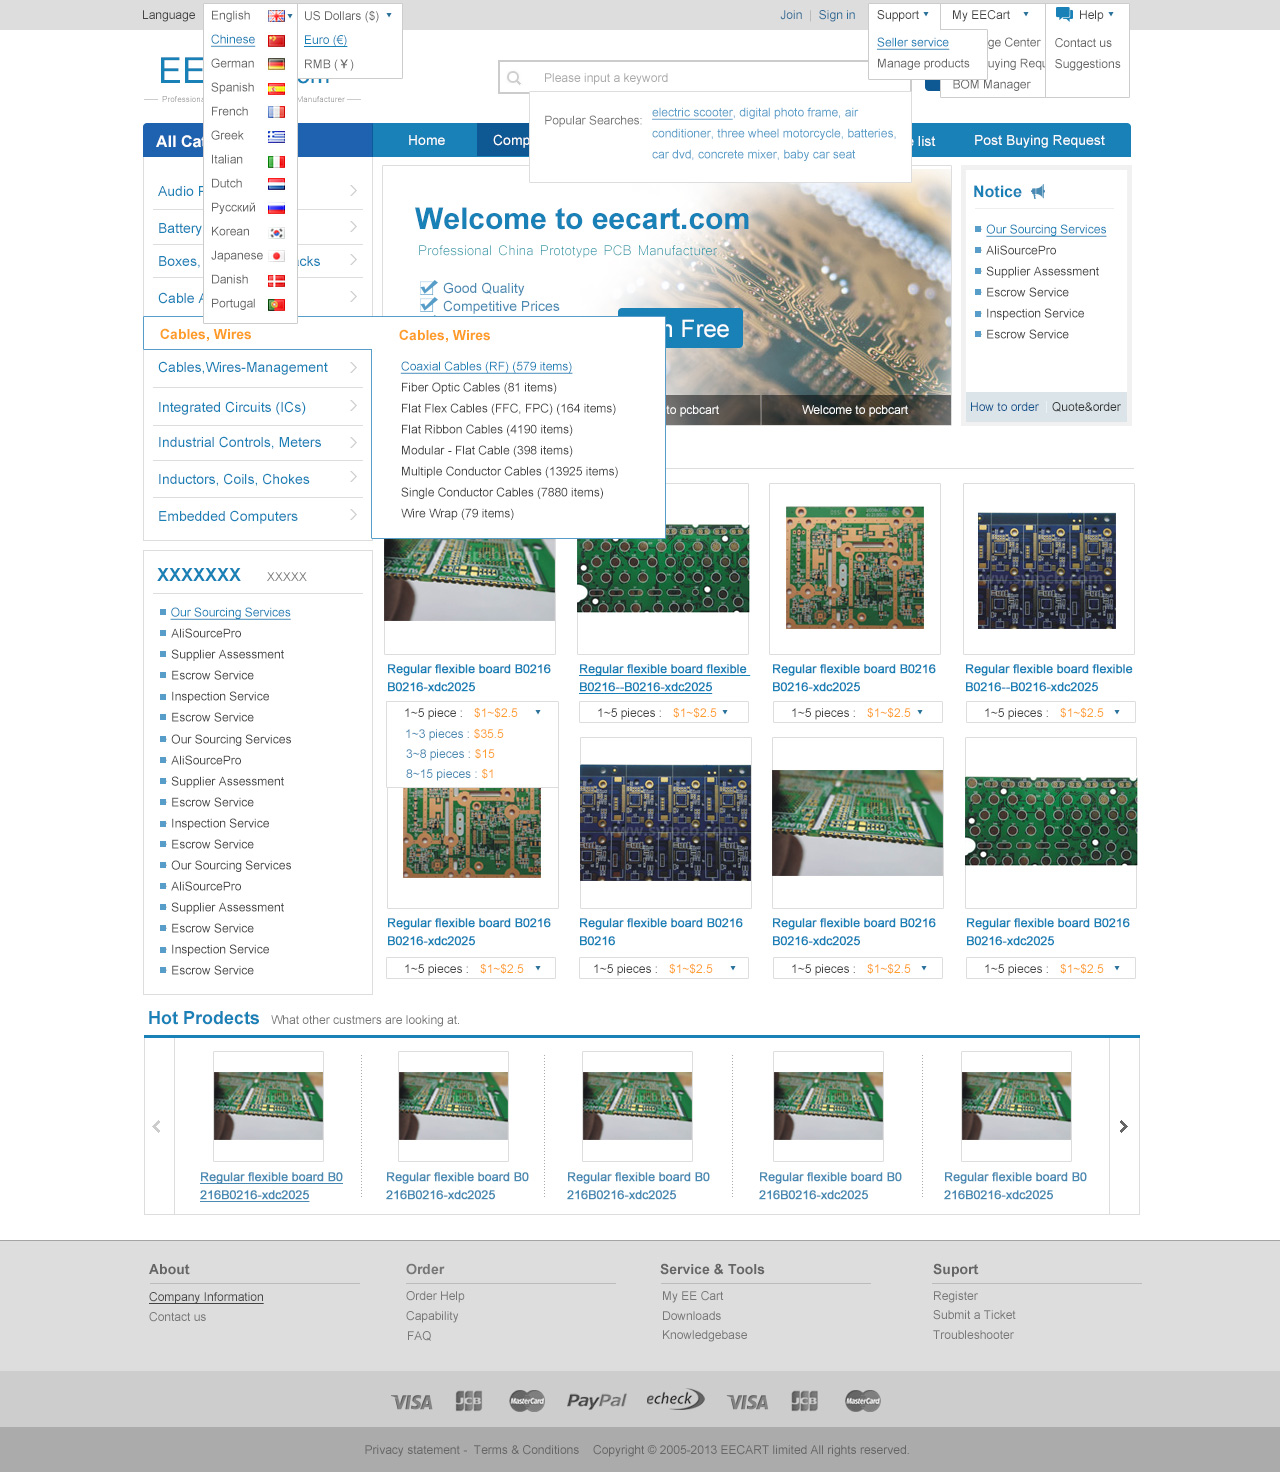 Language
English
US Dollars ($)
Join | Sign in
Support
My EECart
Help
Chinese
Euro (€)
Seller service
ge Center
Contact us
German
RMB (￥)
Manage products
uying Requ
Suggestions
Spanish
BOM Manager
French
Greek
Italian
Dutch
Русский
Korean
Japanese
Danish
Portugal
EE
om
Manufacturer
Please input a keyword
Popular Searches:
electric scooter, digital photo frame, air
conditioner, three wheel motorcycle, batteries,
car dvd, concrete mixer, baby car seat
All Cat
Home
Comp
list
Post Buying Request
Audio
Battery
Boxes,
cks
Cable A
Cables, Wires
Cables,Wires-Management
Integrated Circuits (ICs)
Industrial Controls, Meters
Inductors, Coils, Chokes
Embedded Computers
Cables, Wires
Coaxial Cables (RF) (579 items)
Fiber Optic Cables (81 items)
Flat Flex Cables (FFC, FPC) (164 items)
Flat Ribbon Cables (4190 items)
Modular - Flat Cable (398 items)
Multiple Conductor Cables (13925 items)
Single Conductor Cables (7880 items)
Wire Wrap (79 items)
Welcome to eecart.com
Professional China Prototype PCB Manufacturer
Good Quality
Competitive Prices
n Free
to pcbcart
Welcome to pcbcart
Notice
Our Sourcing Services
AliSourcePro
Supplier Assessment
Escrow Service
Inspection Service
Escrow Service
How to order
Quote&order
XXXXXXX
XXXXX
Our Sourcing Services
AliSourcePro
Supplier Assessment
Escrow Service
Inspection Service
Escrow Service
Our Sourcing Services
AliSourcePro
Supplier Assessment
Escrow Service
Inspection Service
Escrow Service
Our Sourcing Services
AliSourcePro
Supplier Assessment
Escrow Service
Inspection Service
Escrow Service
Regular flexible board B0216
B0216-xdc2025
1~5 piece : $1~$2.5
1~3 pieces : $35.5
3~8 pieces : $15
8~15 pieces : $1
Regular flexible board flexible
B0216--B0216-xdc2025
1~5 pieces : $1~$2.5
Regular flexible board B0216
B0216-xdc2025
1~5 pieces : $1~$2.5
Regular flexible board flexible
B0216--B0216-xdc2025
1~5 pieces : $1~$2.5
Regular flexible board B0216
B0216-xdc2025
1~5 pieces : $1~$2.5
Regular flexible board B0216
B0216
1~5 pieces : $1~$2.5
Regular flexible board B0216
B0216-xdc2025
1~5 pieces : $1~$2.5
Regular flexible board B0216
B0216-xdc2025
1~5 pieces : $1~$2.5
Hot Prodects
What other custmers are looking at.
Regular flexible board B0
216B0216-xdc2025
Regular flexible board B0
216B0216-xdc2025
Regular flexible board B0
216B0216-xdc2025
Regular flexible board B0
216B0216-xdc2025
Regular flexible board B0
216B0216-xdc2025
About
Company Information
Contact us
Order
Order Help
Capability
FAQ
Service & Tools
My EE Cart
Downloads
Knowledgebase
Suport
Register
Submit a Ticket
Troubleshooter
VISA
JCB
MasterCard
PayPal
echeck
VISA
JCB
MasterCard
Privacy statement - Terms & Conditions Copyright © 2005-2013 EECART limited All rights reserved.